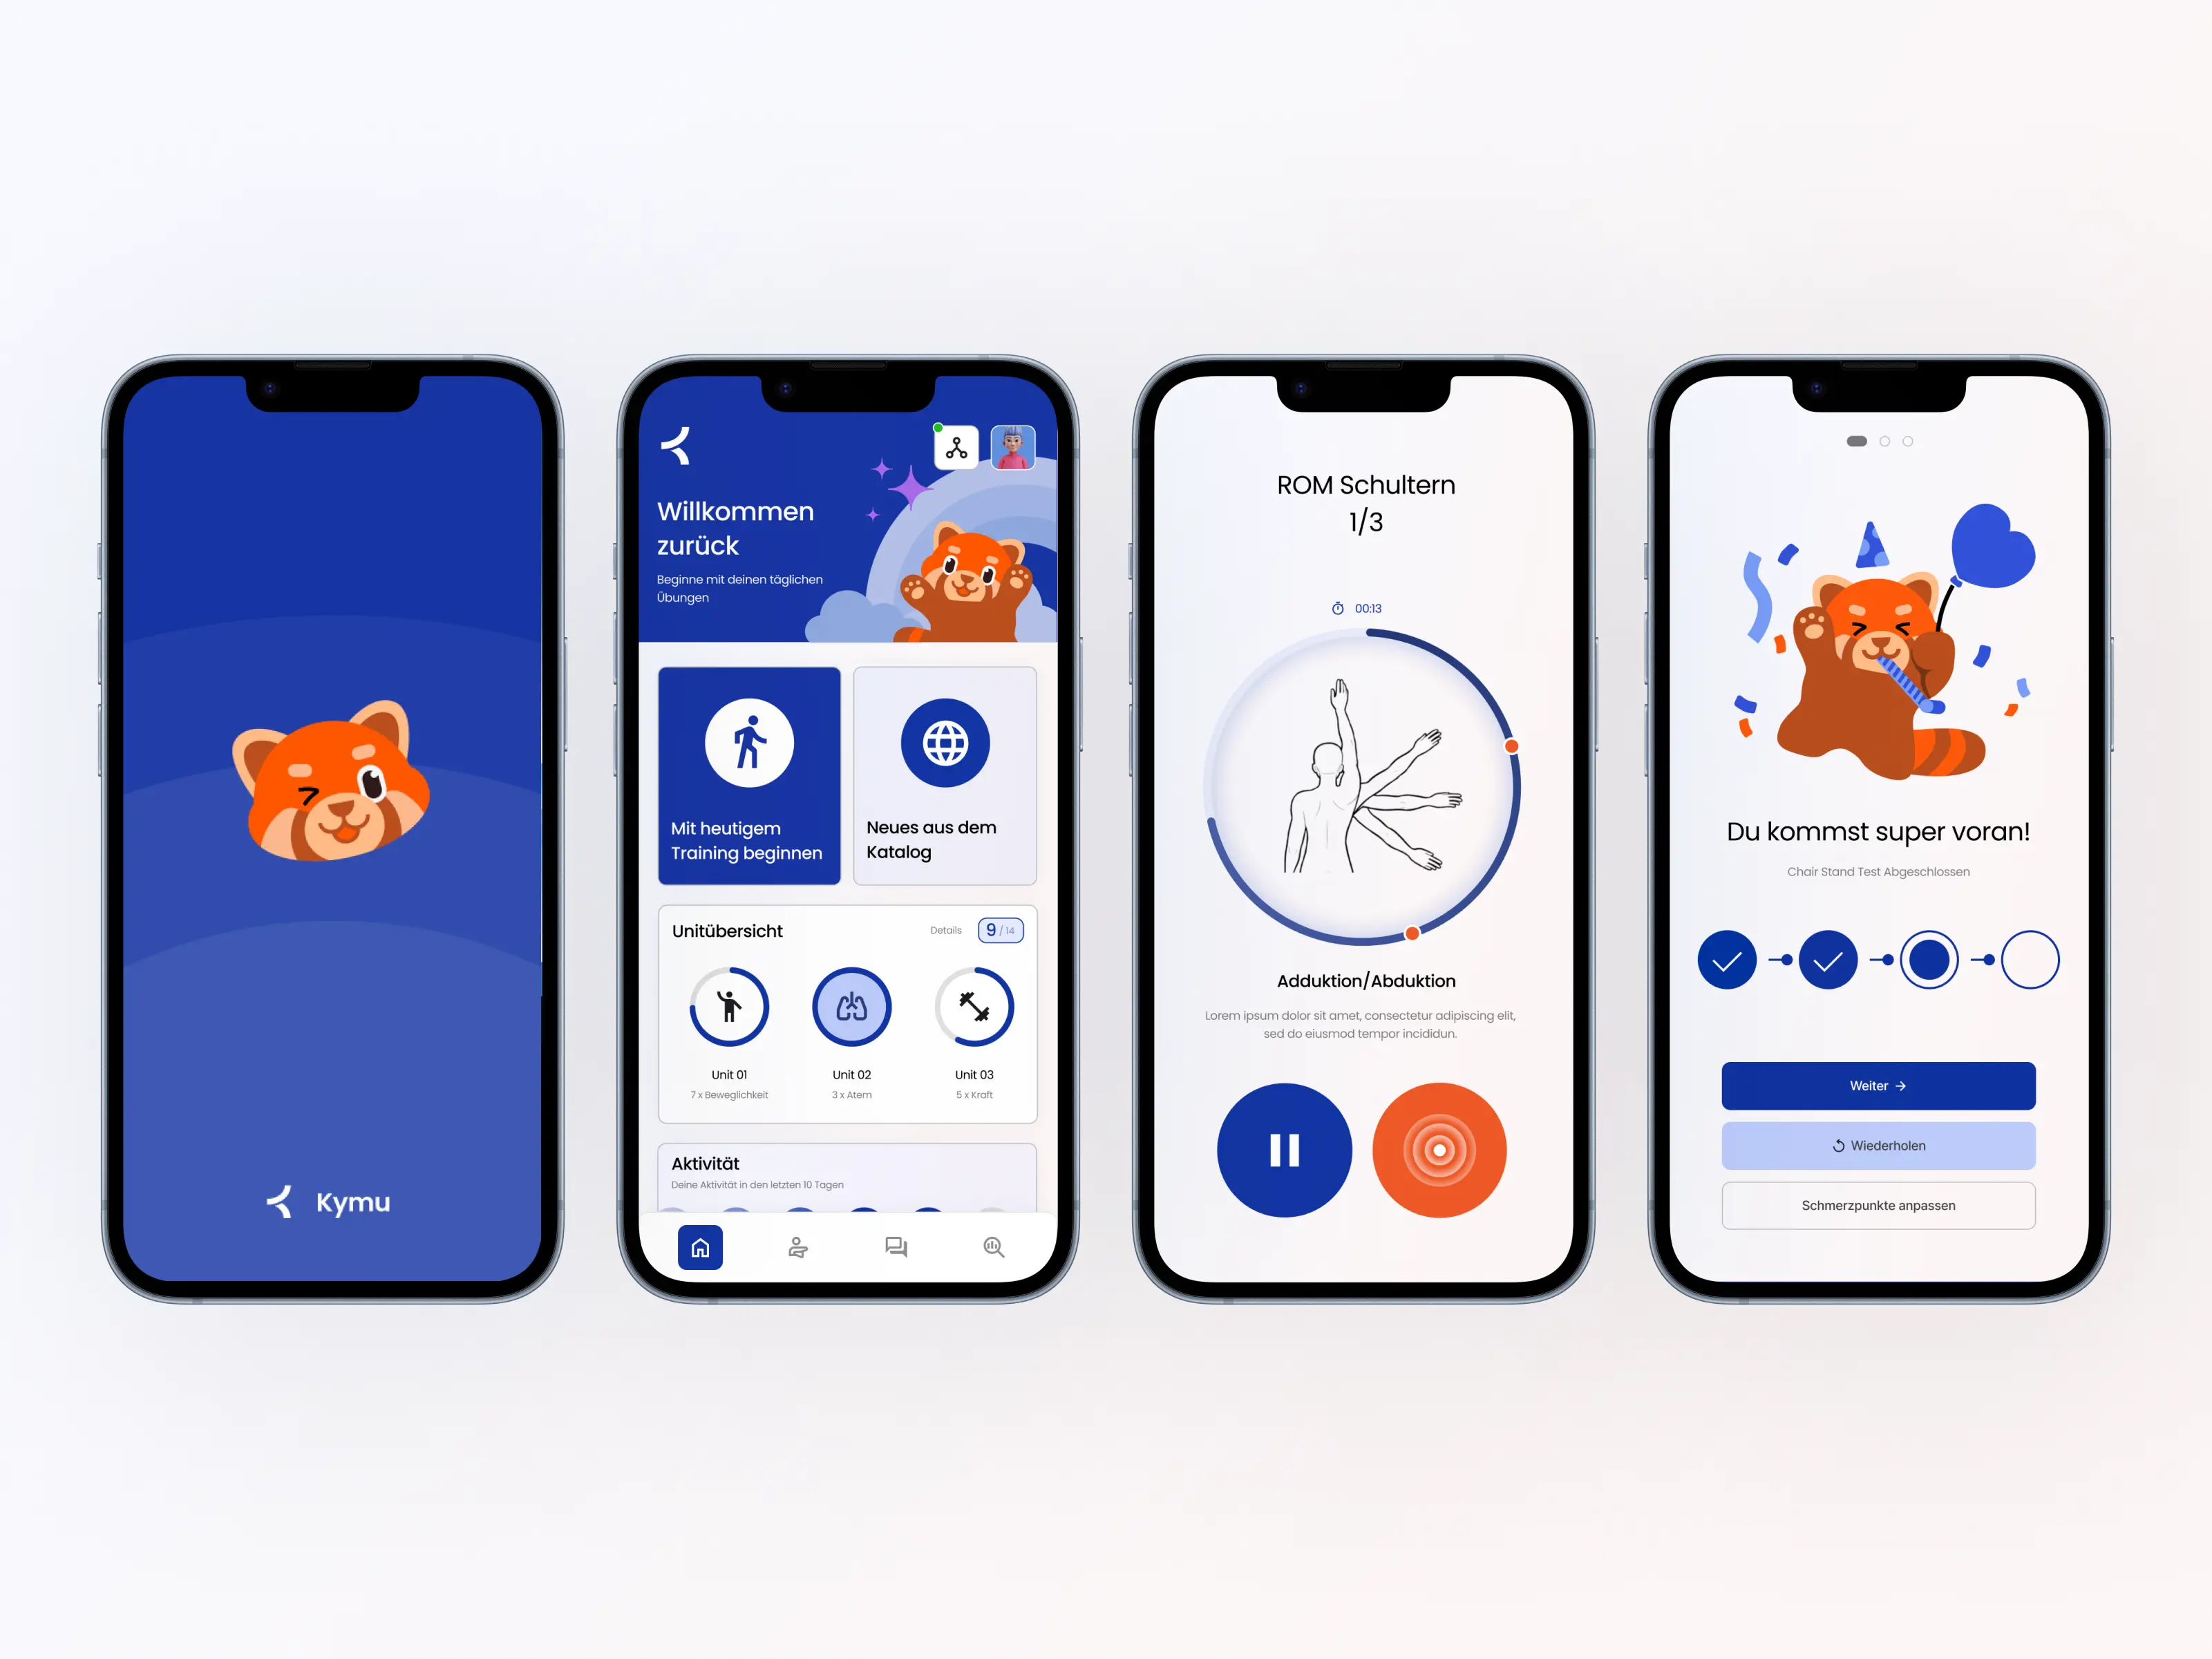 Kymu
Willkommen
zurück
Beginne mit deinen täglichen
Übungen
Mit heutigem
Training beginnen
Neues aus dem
Katalog
Unitübersicht
Details
9 / 14
Unit 01
7 x Beweglichkeit
Unit 02
3 x Atem
Unit 03
5 x Kraft
Aktivität
Deine Aktivität in den letzten 10 Tagen
ROM Schultern
1/3
00:13
Adduktion/Abduktion
Lorem ipsum dolor sit amet, consectetur adipiscing elit,
sed do eiusmod tempor incididun.
Du kommst super voran!
Chair Stand Test Abgeschlossen
Weiter →
Wiederholen
Schmerzpunkte anpassen